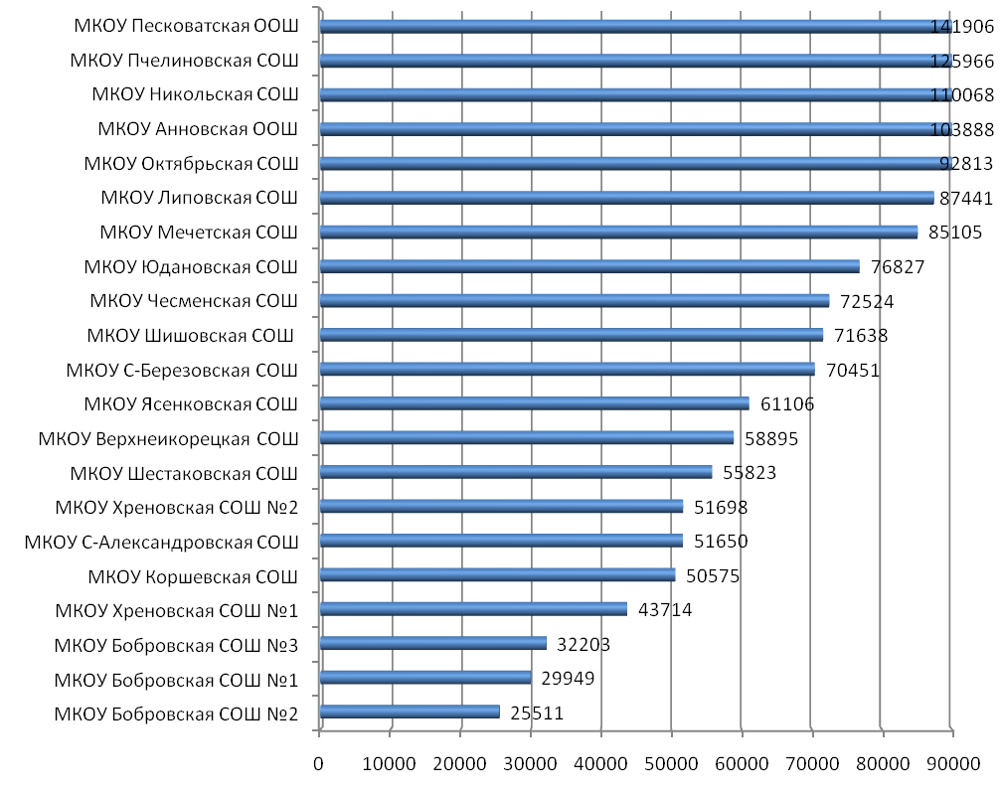 МКОУ Песковатская ООШ 141906
МКОУ Пчелиновская СОШ 125966
МКОУ Никольская СОШ 110068
МКОУ Анновская ООШ 103888
МКОУ Октябрьская СОШ 92813
МКОУ Липовская СОШ 87441
МКОУ Мечетская СОШ 85105
МКОУ Юдановская СОШ 76827
МКОУ Чесменская СОШ 72524
МКОУ Шишовская СОШ 71638
МКОУ С-Березовская СОШ 70451
МКОУ Ясенковская СОШ 61106
МКОУ Верхнеикорецкая СОШ 58895
МКОУ Шестаковская СОШ 55823
МКОУ Хреновская СОШ №2 51698
МКОУ С-Александровская СОШ 51650
МКОУ Коршевская СОШ 50575
МКОУ Хреновская СОШ №1 43714
МКОУ Бобровская СОШ №3 32203
МКОУ Бобровская СОШ №1 29949
МКОУ Бобровская СОШ №2 25511
0 10000 20000 30000 40000 50000 60000 70000 80000 90000